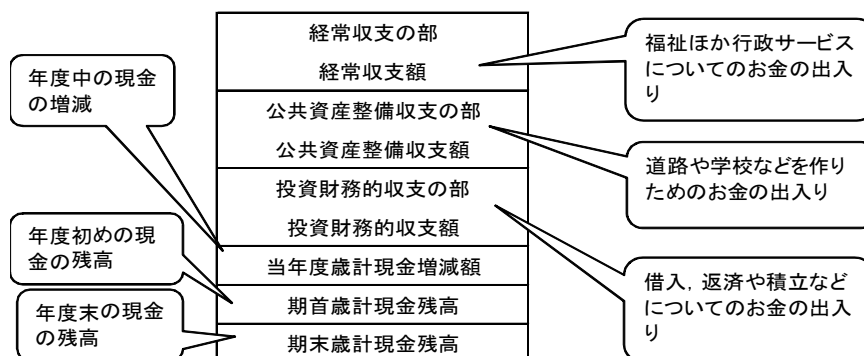 経常収支の部
経常収支額
公共資産整備収支の部
公共資産整備収支額
投資財務的収支の部
投資財務的収支額
当年度歳計現金増減額
期首歳計現金残高
期末歳計現金残高
年度中の現金
の増減
年度初めの現
金の残高
年度末の現金
の残高
福祉ほか行政サービス
についてのお金の出入
り
道路や学校などを作り
ためのお金の出入り
借入，返済や積立など
についてのお金の出入
り